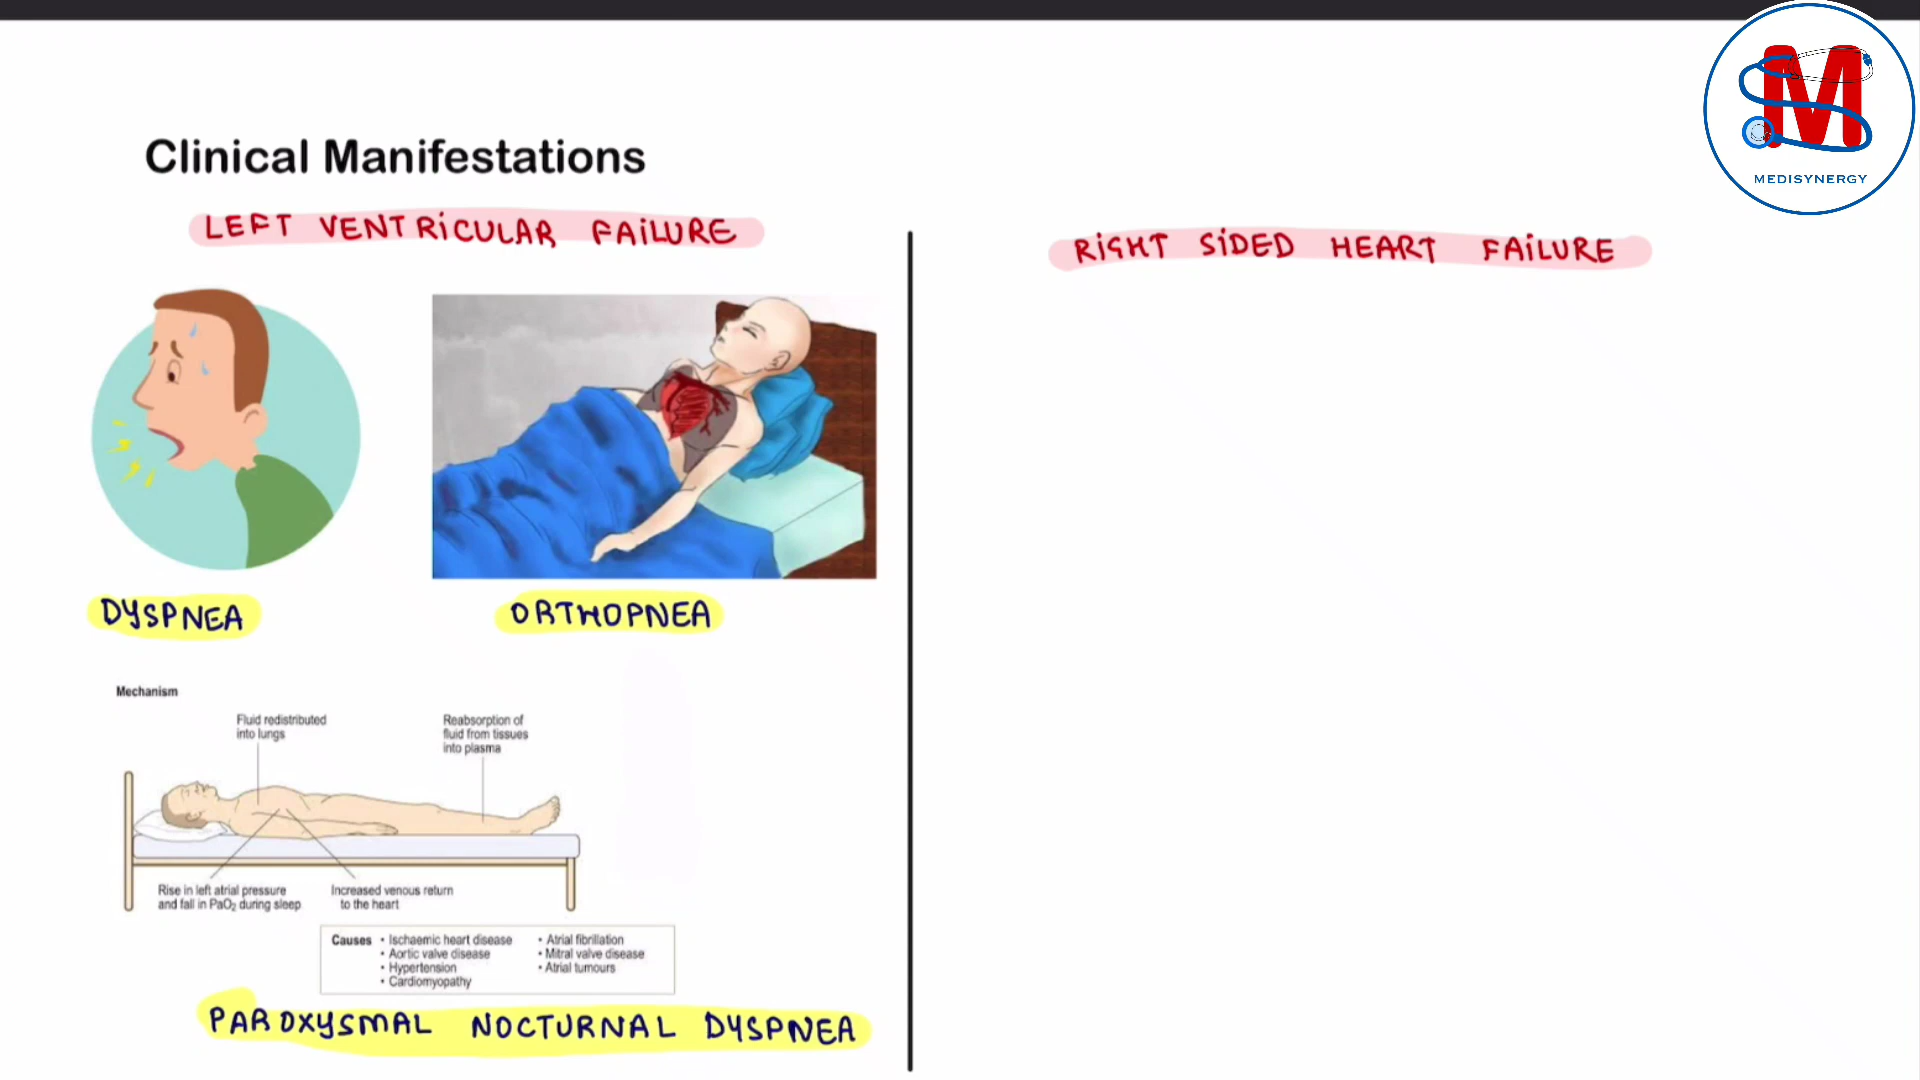 M
MEDISYNERGY
Clinical Manifestations
LEFT VENTRICULAR FAILURE
DYSPNEA
ORTHOPNEA
Mechanism
Fluid redistributed
into lungs
Reabsorption of
fluid from tissues
into plasma
Rise in left atrial pressure
and fall in PaO₂ during sleep
Increased venous return
to the heart
Causes
• Ischaemic heart disease
• Aortic valve disease
• Hypertension
• Cardiomyopathy
• Atrial fibrillation
• Mitral valve disease
• Atrial tumours
PAROXYSMAL NOCTURNAL DYSPNEA
RIGHT SIDED HEART FAILURE